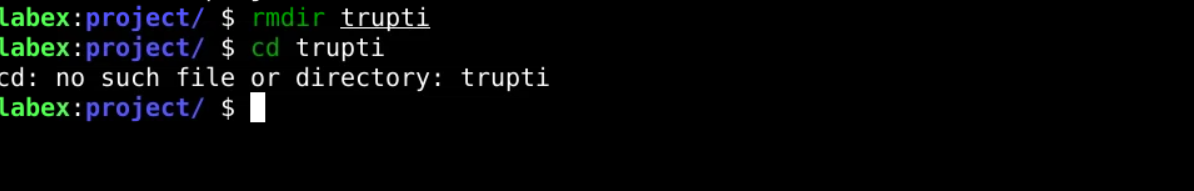 labex:project/ $ rmdir trupti
labex:project/ $ cd trupti
cd: no such file or directory: trupti
labex:project/ $